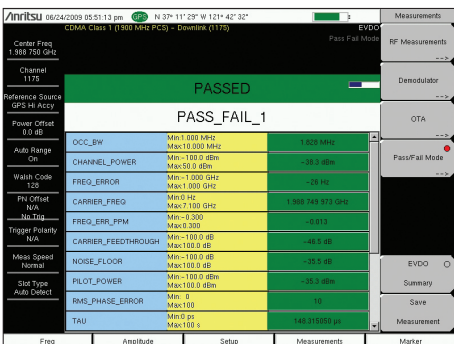 Anritsu 06/24/2009 05:51:13 pm GPS N 37° 11' 29" W 121° 42' 32"
Measurements
CDMA Class 1 (1900 MHz PCS) - Downlink (1175)
EVDO
Pass Fail Mode
Center Freq
1.988 750 GHz
Channel
1175
Reference Source
GPS Hi Accy
Power Offset
0.0 dB
Auto Range
On
Walsh Code
128
PN Offset
N/A
No Trig
Trigger Polarity
N/A
Meas Speed
Normal
Slot Type
Auto Detect
PASSED
PASS_FAIL_1
OCC_BW Min:1.000 MHz Max:10.000 MHz 1.828 MHz
CHANNEL_POWER Min:-100.0 dBm Max:50.0 dBm -38.3 dBm
FREQ_ERROR Min:-1.000 GHz Max:1.000 GHz -26 Hz
CARRIER_FREQ Min:0 Hz Max:7.100 GHz 1.988 749 973 GHz
FREQ_ERR_PPM Min:-0.300 Max:0.300 -0.013
CARRIER_FEEDTHROUGH Min:-100.0 dB Max:100.0 dB -46.5 dB
NOISE_FLOOR Min:-100.0 dB Max:100.0 dB -35.5 dB
PILOT_POWER Min:-100.0 dBm Max:100.0 dBm -35.3 dBm
RMS_PHASE_ERROR Min: 0 Max:100 10
TAU Min:0 ps Max:100 s 148.315050 µs
RF Measurements
-->
Demodulator
-->
OTA
-->
Pass/Fail Mode
-->
EVDO
Summary
Save
Measurement
Freq Amplitude Setup Measurements Marker